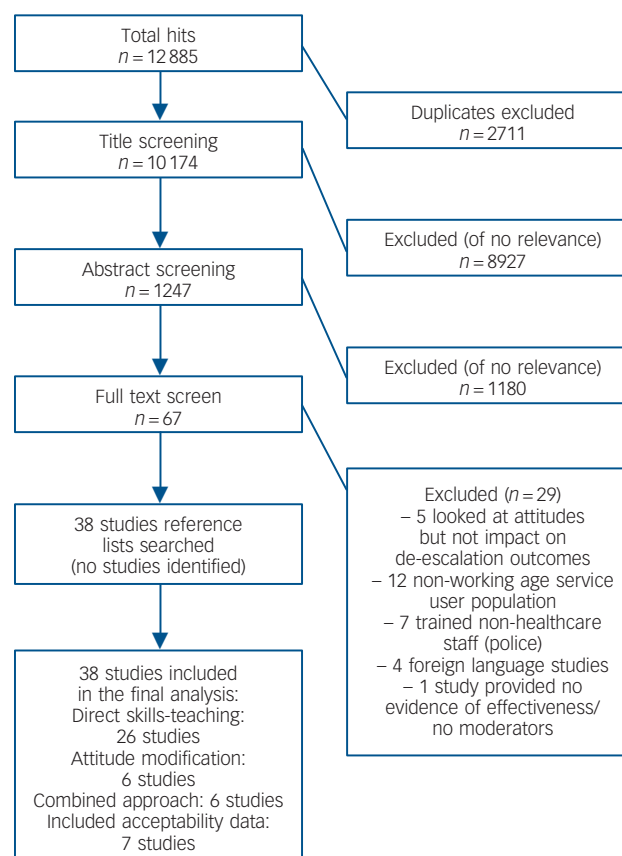 Total hits
n = 12 885
Duplicates excluded
n = 2711
Title screening
n = 10 174
Excluded (of no relevance)
n = 8927
Abstract screening
n = 1247
Excluded (of no relevance)
n = 1180
Full text screen
n = 67
Excluded (n = 29)
– 5 looked at attitudes
but not impact on
de-escalation outcomes
– 12 non-working age service
user population
– 7 trained non-healthcare
staff (police)
– 4 foreign language studies
– 1 study provided no
evidence of effectiveness/
no moderators
38 studies reference
lists searched
(no studies identified)
38 studies included
in the final analysis:
Direct skills-teaching:
26 studies
Attitude modification:
6 studies
Combined approach: 6 studies
Included acceptability data:
7 studies